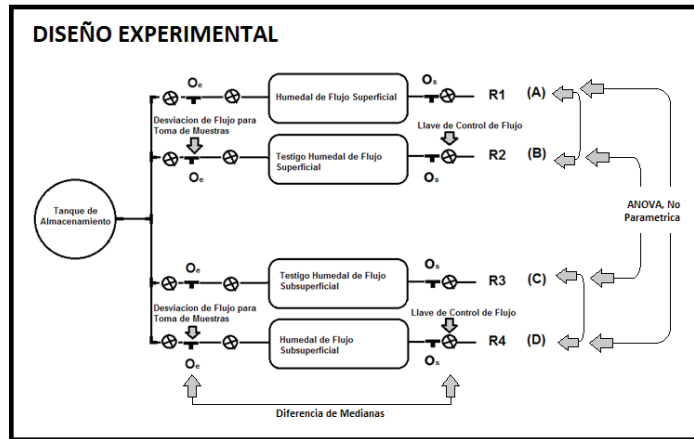 DISEÑO EXPERIMENTAL
Oe
Humedal de Flujo Superficial
Os
R1
(A)
Desviacion de Flujo para
Toma de Muestras
Llave de Control de Flujo
Oe
Testigo Humedal de Flujo
Superficial
Os
R2
(B)
Tanque de
Almacenamiento
ANOVA, No
Parametrica
Oe
Testigo Humedal de Flujo
Subsuperficial
Os
R3
(C)
Desviacion de Flujo para
Toma de Muestras
Llave de Control de Flujo
Oe
Humedal de Flujo
Subsuperficial
Os
R4
(D)
Diferencia de Medianas